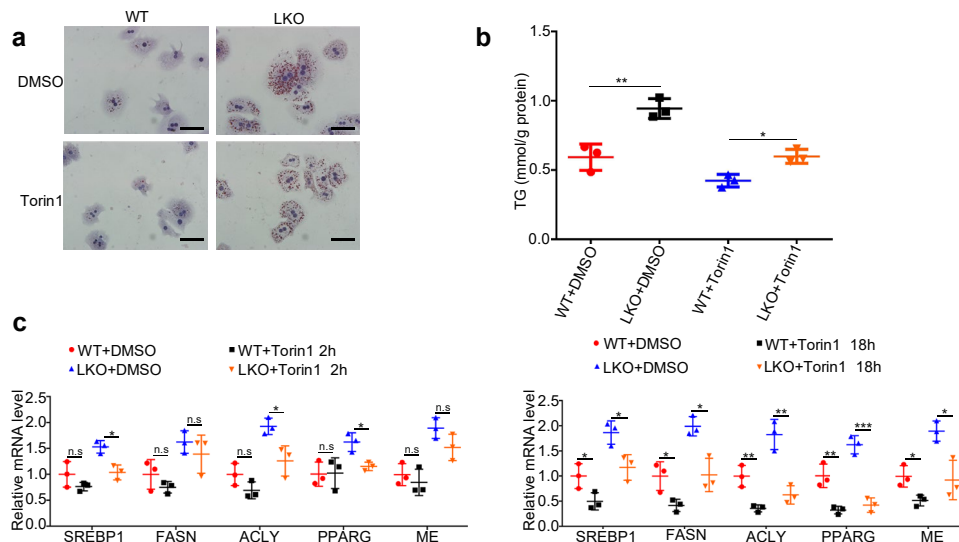 a
WT
LKO
DMSO
Torin1
b
TG (mmol/g protein)
1.5
1.0
0.5
0.0
**
*
WT+DMSO
LKO+DMSO
WT+Torin1
LKO+Torin1
c
WT+DMSO
WT+Torin1 2h
LKO+DMSO
LKO+Torin1 2h
Relative mRNA level
2.5
2.0
1.5
1.0
0.5
0.0
n.s
*
n.s
n.s
n.s
*
n.s
*
n.s
n.s
SREBP1
FASN
ACLY
PPARG
ME
WT+DMSO
WT+Torin1 18h
LKO+DMSO
LKO+Torin1 18h
Relative mRNA level
2.5
2.0
1.5
1.0
0.5
0.0
*
*
*
*
**
**
**
***
*
*
SREBP1
FASN
ACLY
PPARG
ME